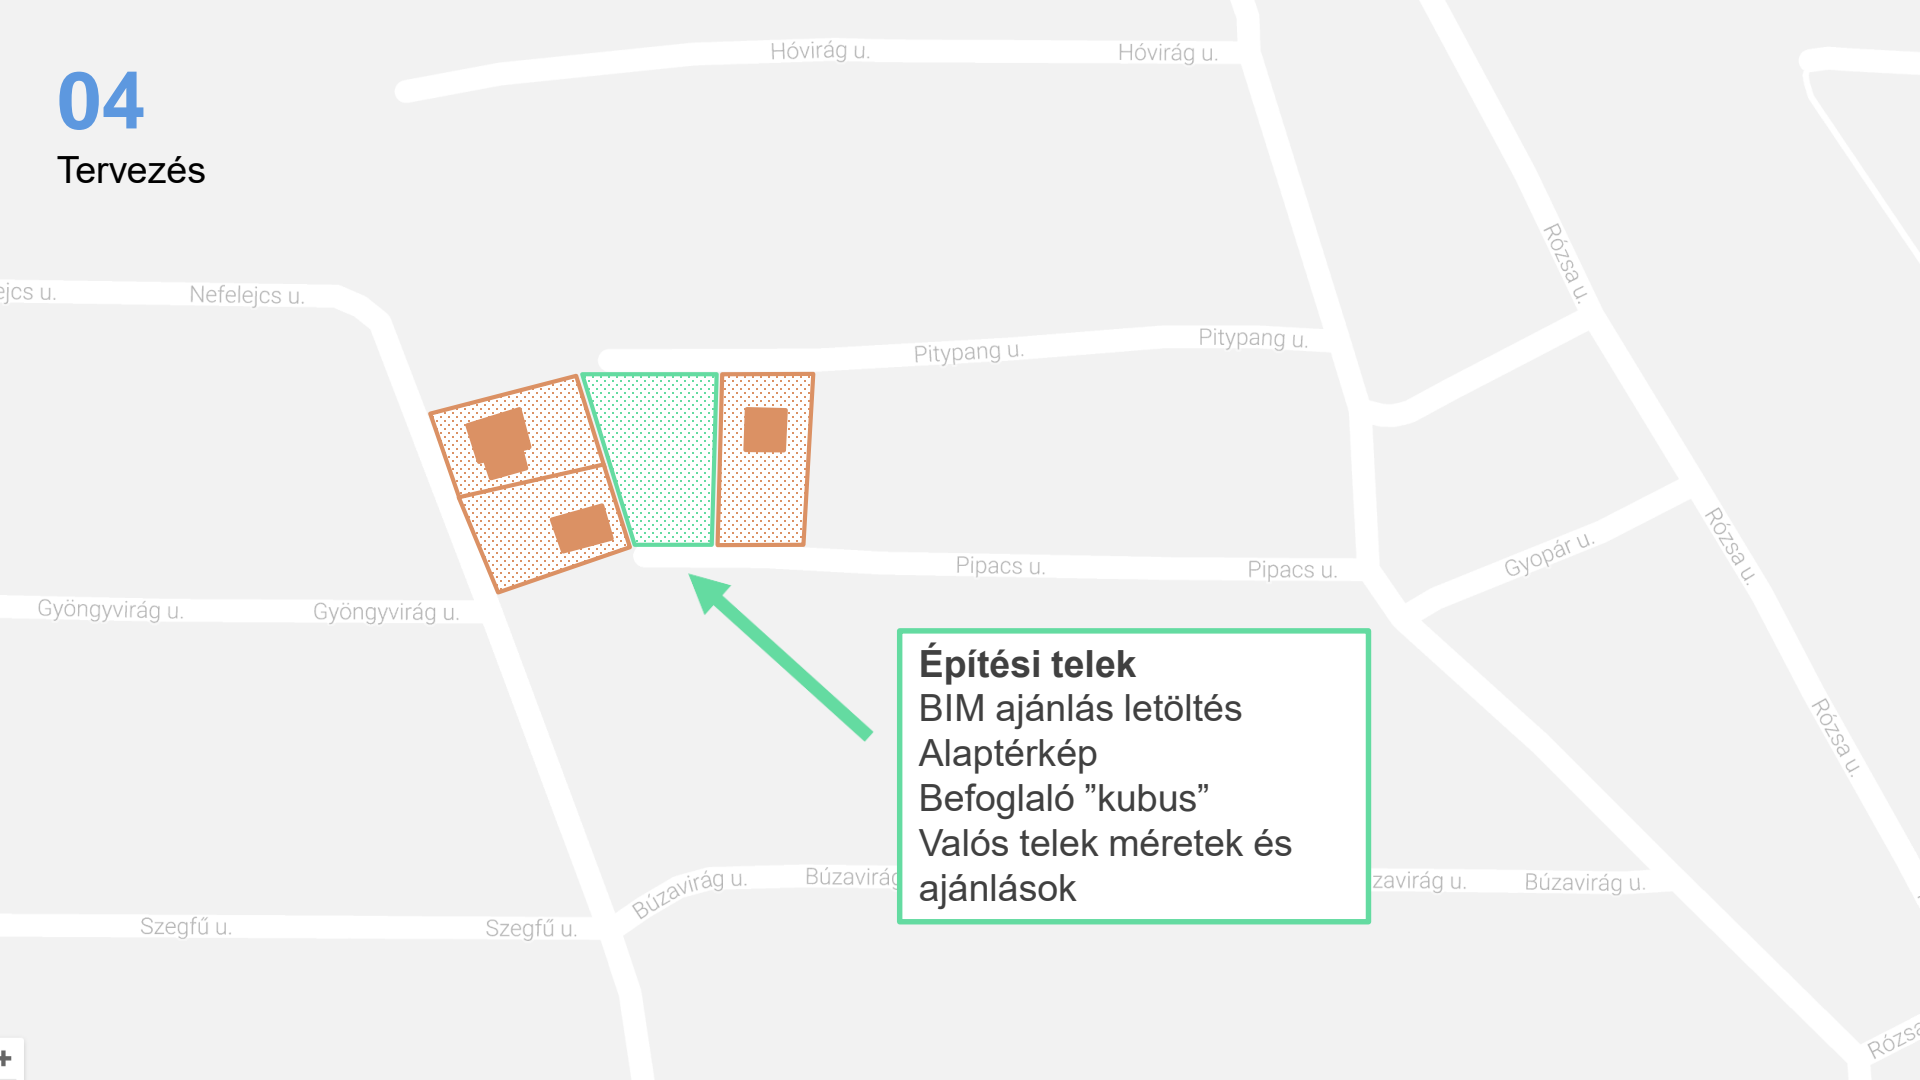 04
Tervezés
Hóvirág u.
Hóvirág u.
Rózsa u.
ejcs u.
Nefelejcs u.
Pitypang u.
Pitypang u.
Pipacs u.
Pipacs u.
Gyopár u.
Rózsa u.
Gyöngyvirág u.
Gyöngyvirág u.
Építési telek
BIM ajánlás letöltés
Alaptérkép
Befoglaló ”kubus”
Valós telek méretek és
ajánlások
Rózsa u.
Búzavirág u.
Búzavirág
zavirág u.
Búzavirág u.
Szegfű u.
Szegfű u.
Rózsa
+